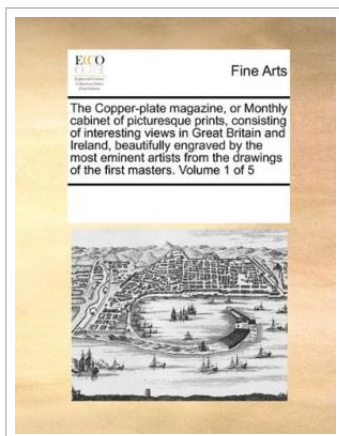 ECCO
Fine Arts
The Copper-plate magazine, or Monthly
cabinet of picturesque prints, consisting
of interesting views in Great Britain and
Ireland, beautifully engraved by the
most eminent artists from the drawings
of the first masters. Volume 1 of 5